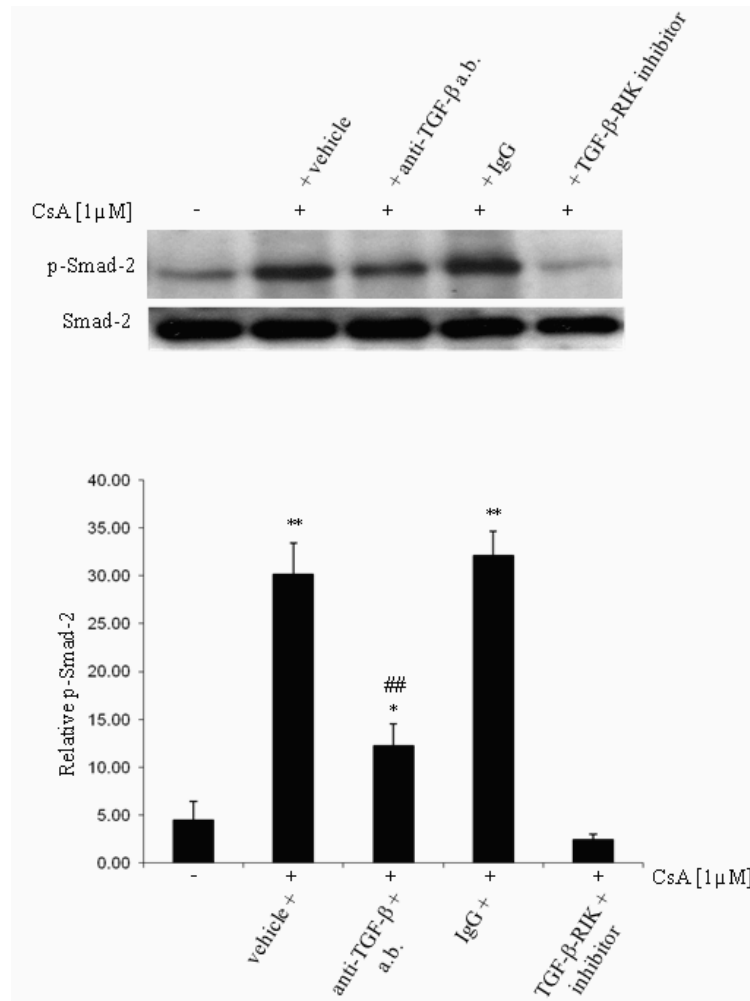 + vehicle
+ anti-TGF-β a.b.
+ IgG
+ TGF-β-RIK inhibitor
CsA [1µM] - + + + +
p-Smad-2
Smad-2
40.00
35.00
30.00
25.00
20.00
15.00
10.00
5.00
0.00
Relative p-Smad-2
**
##
*
**
- + + + + CsA [1µM]
vehicle +
anti-TGF-β +
a.b.
IgG +
TGF-β-RIK +
inhibitor